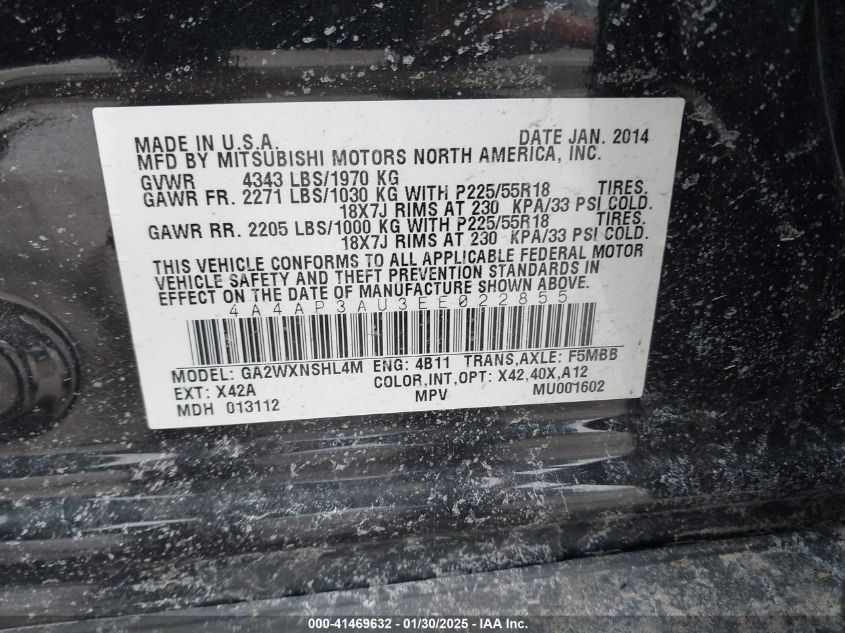 MADE IN U.S.A. DATE JAN. 2014
MFD BY MITSUBISHI MOTORS NORTH AMERICA, INC.
GVWR 4343 LBS/1970 KG
GAWR FR. 2271 LBS/1030 KG WITH P225/55R18 TIRES.
18X7J RIMS AT 230 KPA/33 PSI COLD.
GAWR RR. 2205 LBS/1000 KG WITH P225/55R18 TIRES.
18X7J RIMS AT 230 KPA/33 PSI COLD.
THIS VEHICLE CONFORMS TO ALL APPLICABLE FEDERAL MOTOR
VEHICLE SAFETY AND THEFT PREVENTION STANDARDS IN
EFFECT ON THE DATE OF MANUFACTURE SHOWN ABOVE.
4A4AP3AU3EE022855
MODEL: GA2WXNSHL4M ENG: 4B11 TRANS,AXLE: F5MBB
EXT: X42A COLOR,INT,OPT: X42,40X,A12
MDH 013112 MPV MU001602
000-41469632 - 01/30/2025 - IAA Inc.